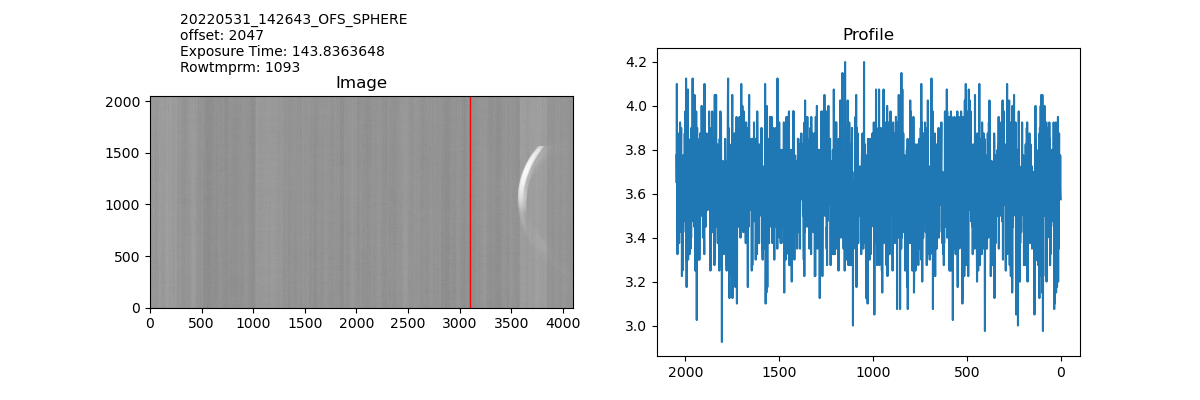 20220531_142643_OFS_SPHERE
offset: 2047
Exposure Time: 143.8363648
Rowtmprm: 1093
Image
2000
1500
1000
500
0
0 500 1000 1500 2000 2500 3000 3500 4000
Profile
4.2
4.0
3.8
3.6
3.4
3.2
3.0
2000 1500 1000 500 0